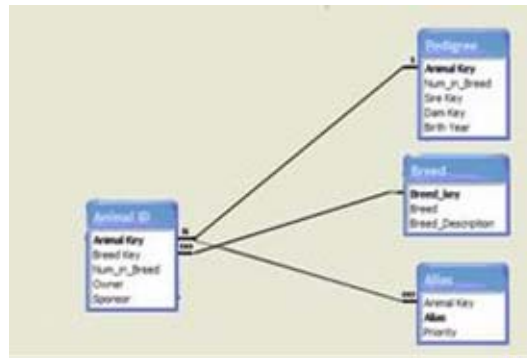 Pedigree
Animal Key
Num_in_Breed
Sire Key
Dam Key
Birth Year
Breed
Breed_key
Breed
Breed_Description
Animal ID
Animal Key
Breed Key
Num_in_Breed
Owner
Sponsor
Alias
Animal Key
Alias
Priority